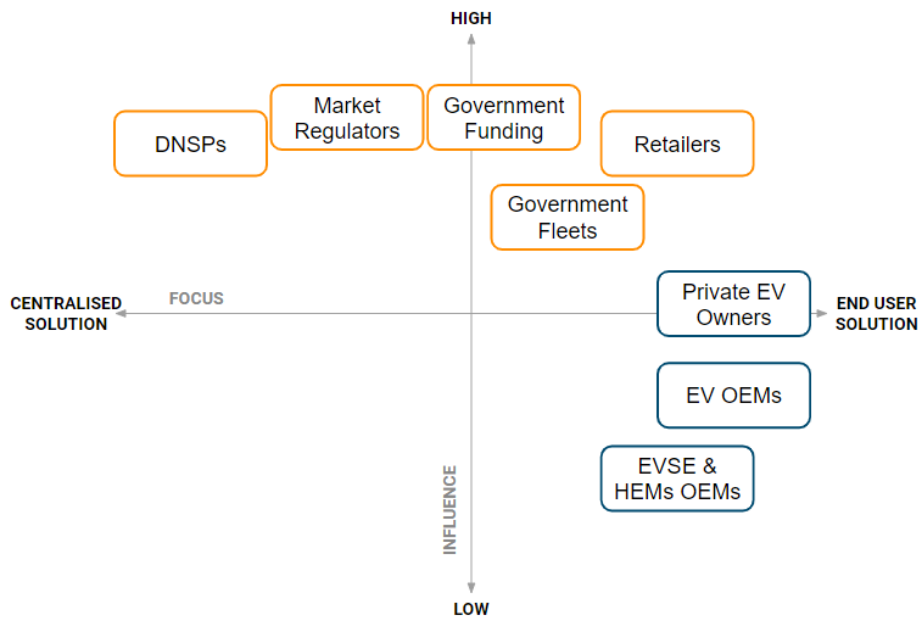 HIGH
Market
Regulators
Government
Funding
DNSPs
Retailers
Government
Fleets
CENTRALISED
SOLUTION
FOCUS
Private EV
Owners
END USER
SOLUTION
EV OEMs
EVSE &
HEMs OEMs
INFLUENCE
LOW